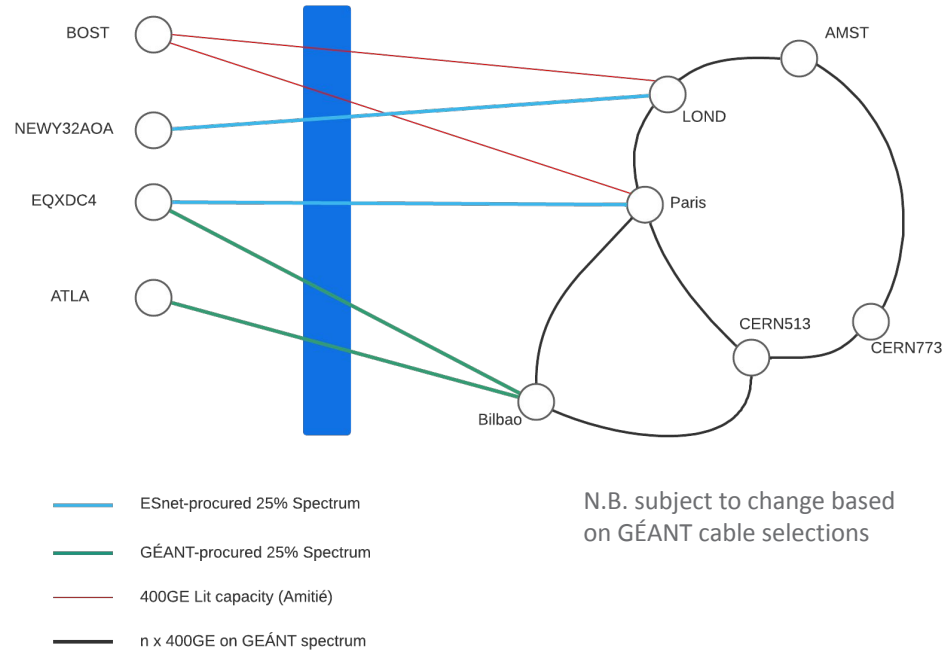 BOST
AMST
LOND
NEWY32AOA
EQXDC4
Paris
ATLA
CERN513
CERN773
Bilbao
ESnet-procured 25% Spectrum
GÉANT-procured 25% Spectrum
400GE Lit capacity (Amitié)
n x 400GE on GEÁNT spectrum
N.B. subject to change based
on GÉANT cable selections